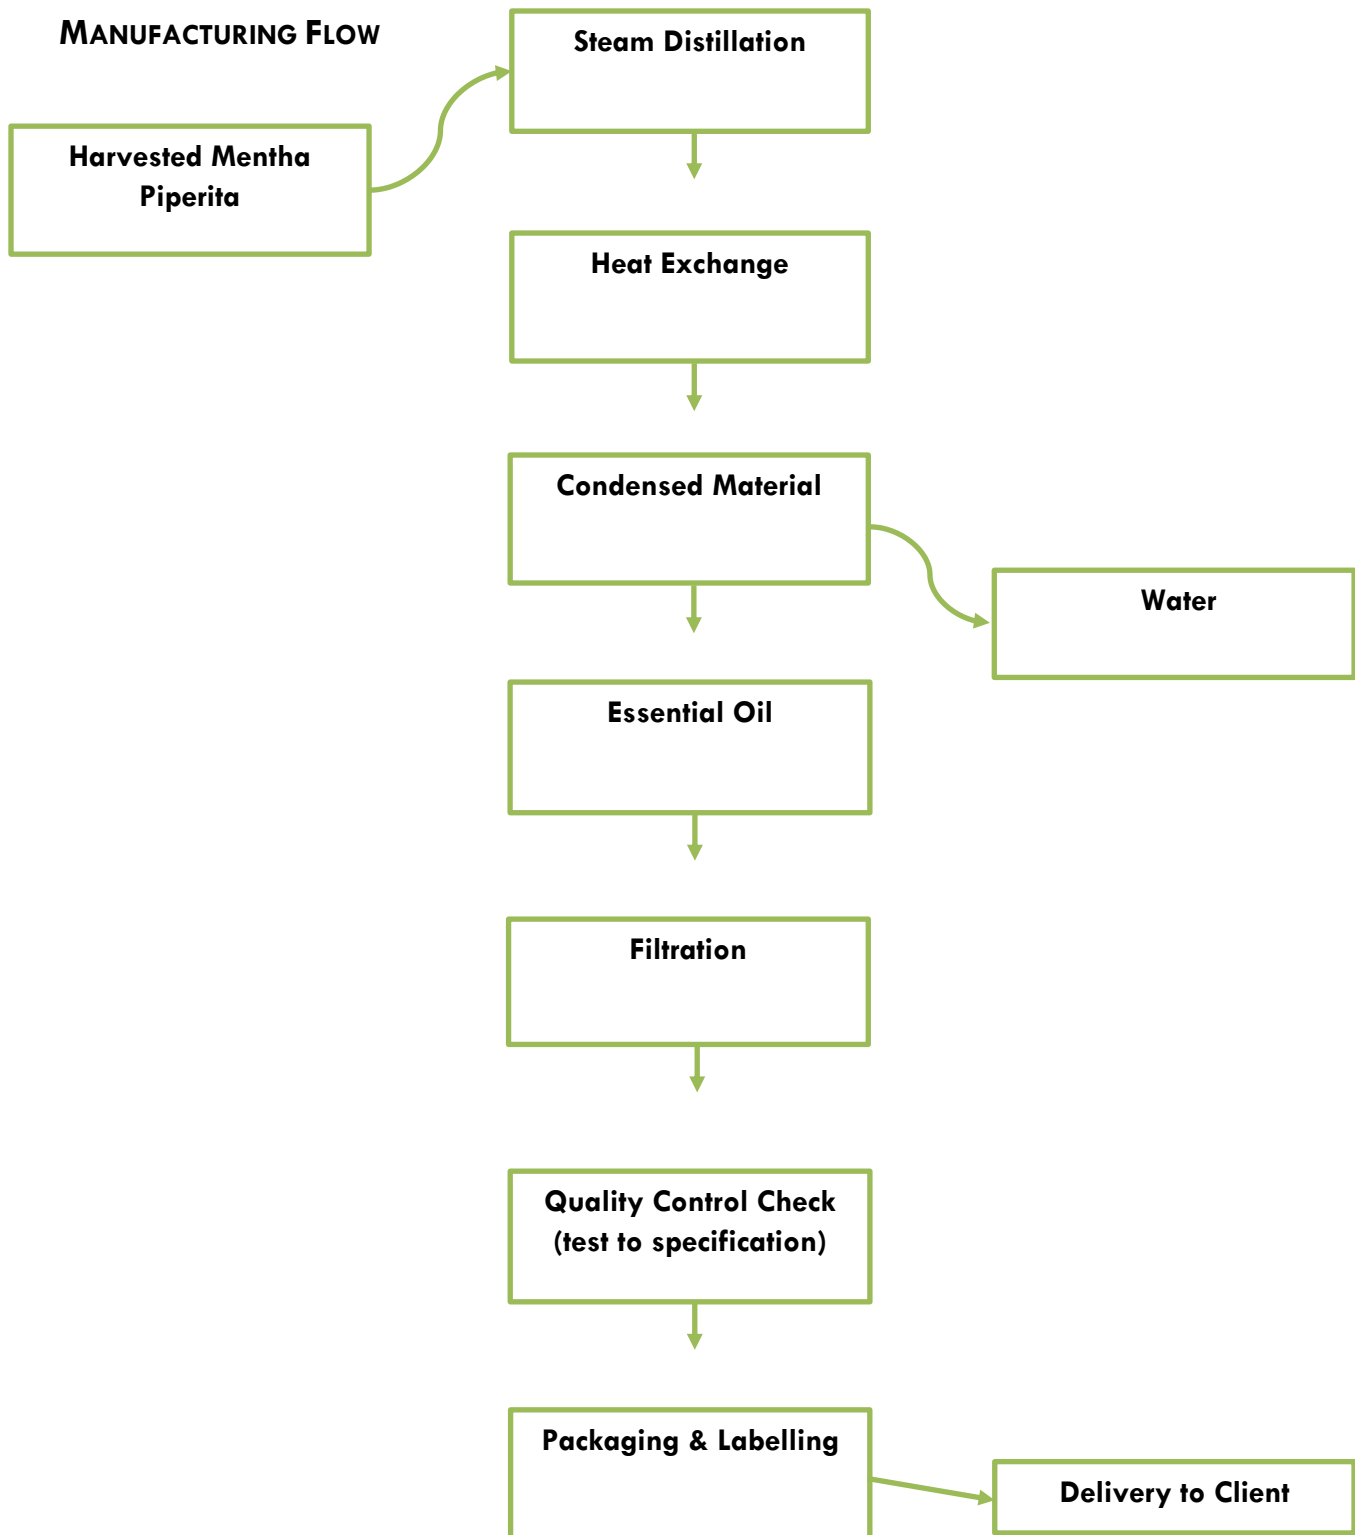 MANUFACTURING FLOW
Steam Distillation
Harvested Mentha
Piperita
Heat Exchange
Condensed Material
Water
Essential Oil
Filtration
Quality Control Check
(test to specification)
Packaging & Labelling
Delivery to Client